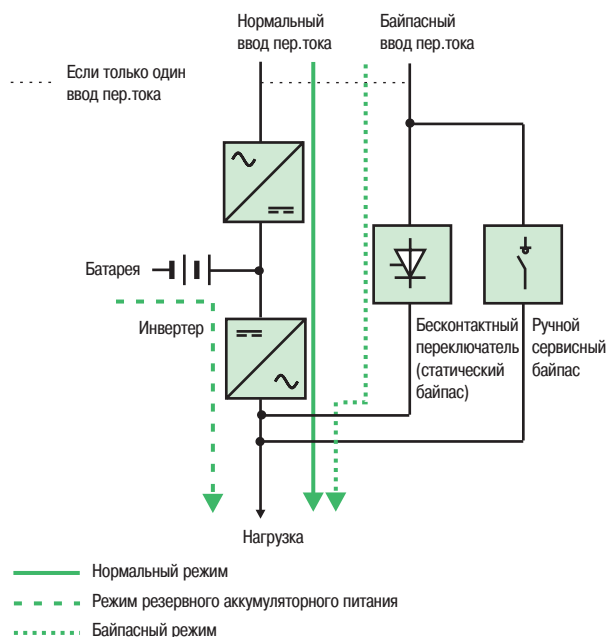 Нормальный
ввод пер.тока
Байпасный
ввод пер.тока
Если только один
ввод пер.тока
Батарея
Инвертер
Бесконтактный
переключатель
(статический
байпас)
Ручной
сервисный
байпас
Нагрузка
Нормальный режим
Режим резервного аккумуляторного питания
Байпасный режим